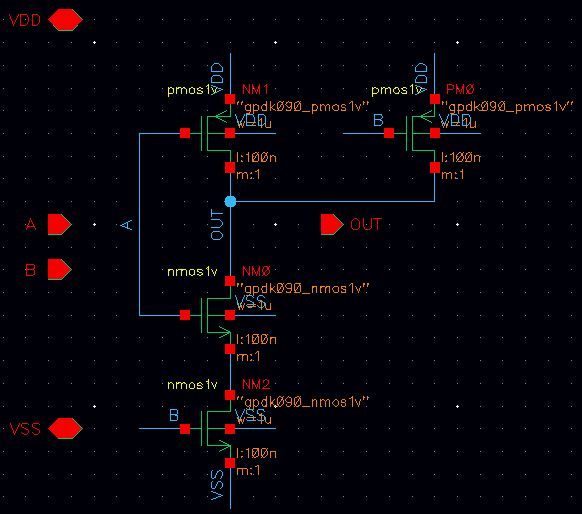 VDD
VDD
VDD
pmos1v
NM1
pmos1v
PM0
"gpdk090_pmos1v"
"gpdk090_pmos1v"
VDD
w=1u
B
VDD
w=1u
l:100n
m:1
l:100n
m:1
A
A
OUT
OUT
B
nmos1v
NM0
"gpdk090_nmos1v"
VSS
w=1u
l:100n
m:1
nmos1v
NM2
"gpdk090_nmos1v"
VSS
B
VSS
w=1u
l:100n
m:1
VSS